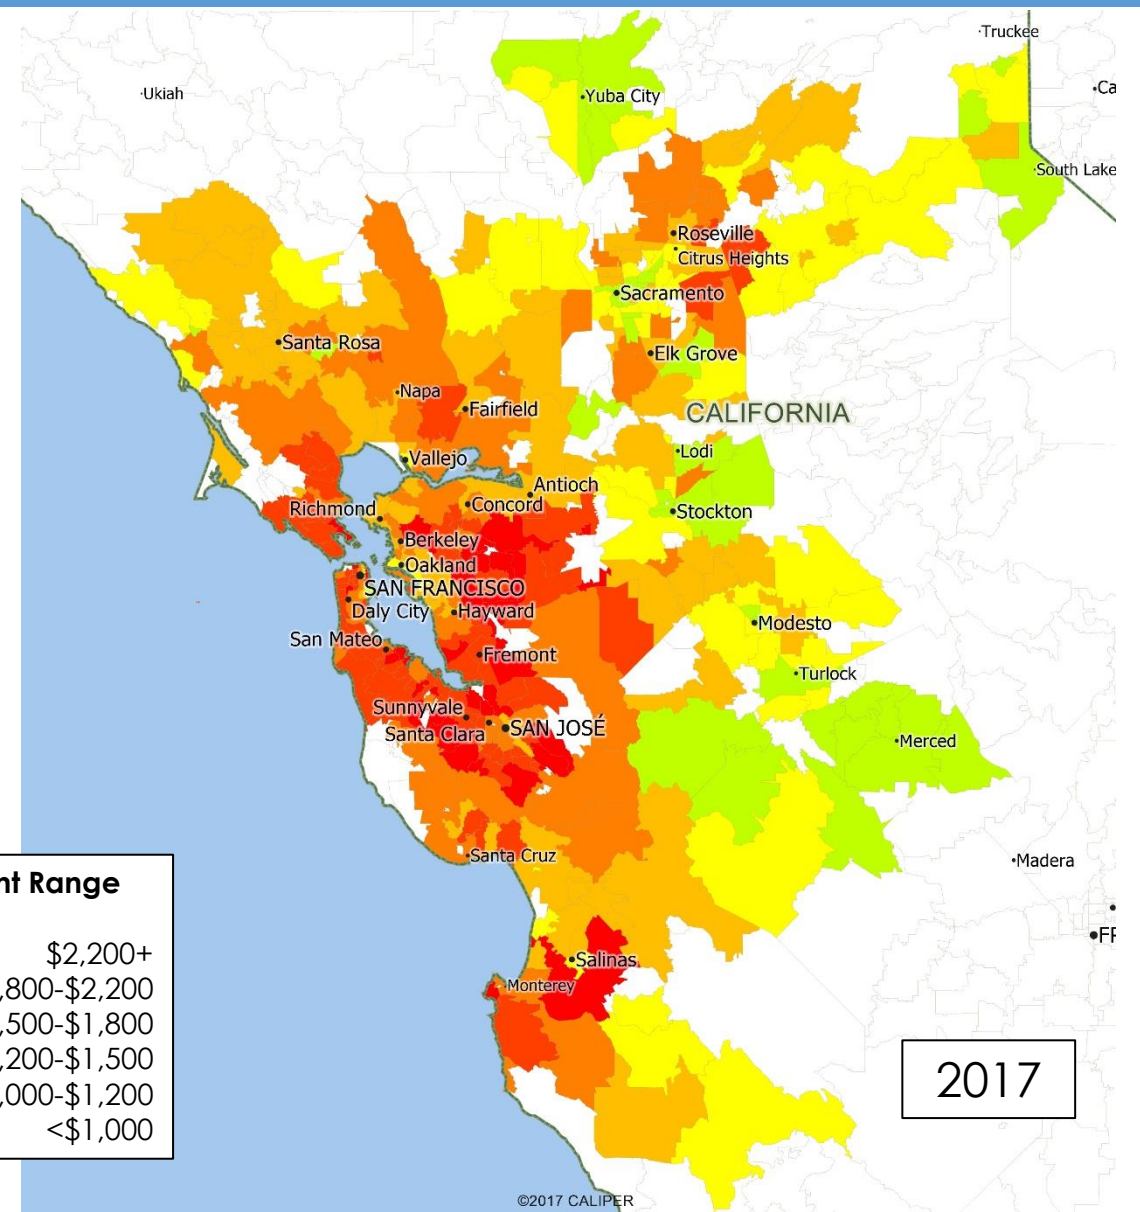 ·Truckee
·Ukiah
Ca
Yuba City
South Lake
Roseville
Citrus Heights
Sacramento
Santa Rosa
Elk Grove
Napa
Fairfield
CALIFORNIA
Lodi
Vallejo
Antioch
Richmond
Concord
Stockton
Berkeley
Oakland
SAN FRANCISCO
Daly City
Hayward
Modesto
San Mateo
Fremont
Turlock
Sunnyvale
Santa Clara
SAN JOSÉ
Merced
Santa Cruz
Madera
nt Range
FF
$2,200+
,800-$2,200
Salinas
Monterey
,500-$1,800
,200-$1,500
,000-$1,200
<$1,000
2017
©2017 CALIPER